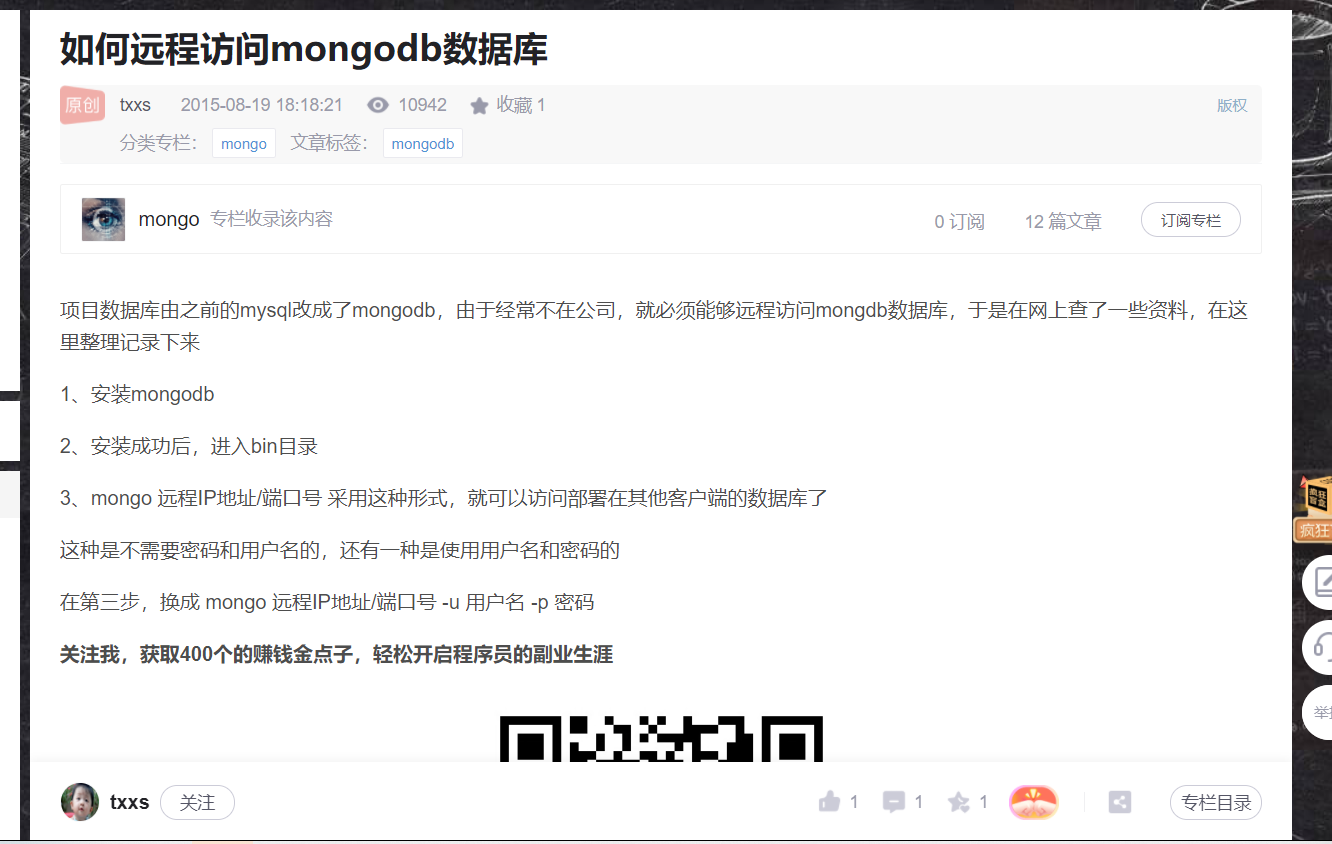 如何远程访问mongodb数据库
原创 txxs 2015-08-19 18:18:21 10942 收藏 1 版权
分类专栏： mongo 文章标签： mongodb
mongo 专栏收录该内容 0 订阅 12 篇文章 订阅专栏
项目数据库由之前的mysql改成了mongodb，由于经常不在公司，就必须能够远程访问mongdb数据库，于是在网上查了一些资料，在这
里整理记录下来
1、安装mongodb
2、安装成功后，进入bin目录
3、mongo 远程IP地址/端口号 采用这种形式，就可以访问部署在其他客户端的数据库了
疯狂
盲盒
疯狂
这种是不需要密码和用户名的，还有一种是使用用户名和密码的
在第三步，换成 mongo 远程IP地址/端口号 -u 用户名 -p 密码
关注我，获取400个的赚钱金点子，轻松开启程序员的副业生涯
举
txxs 关注 1 1 1 专栏目录